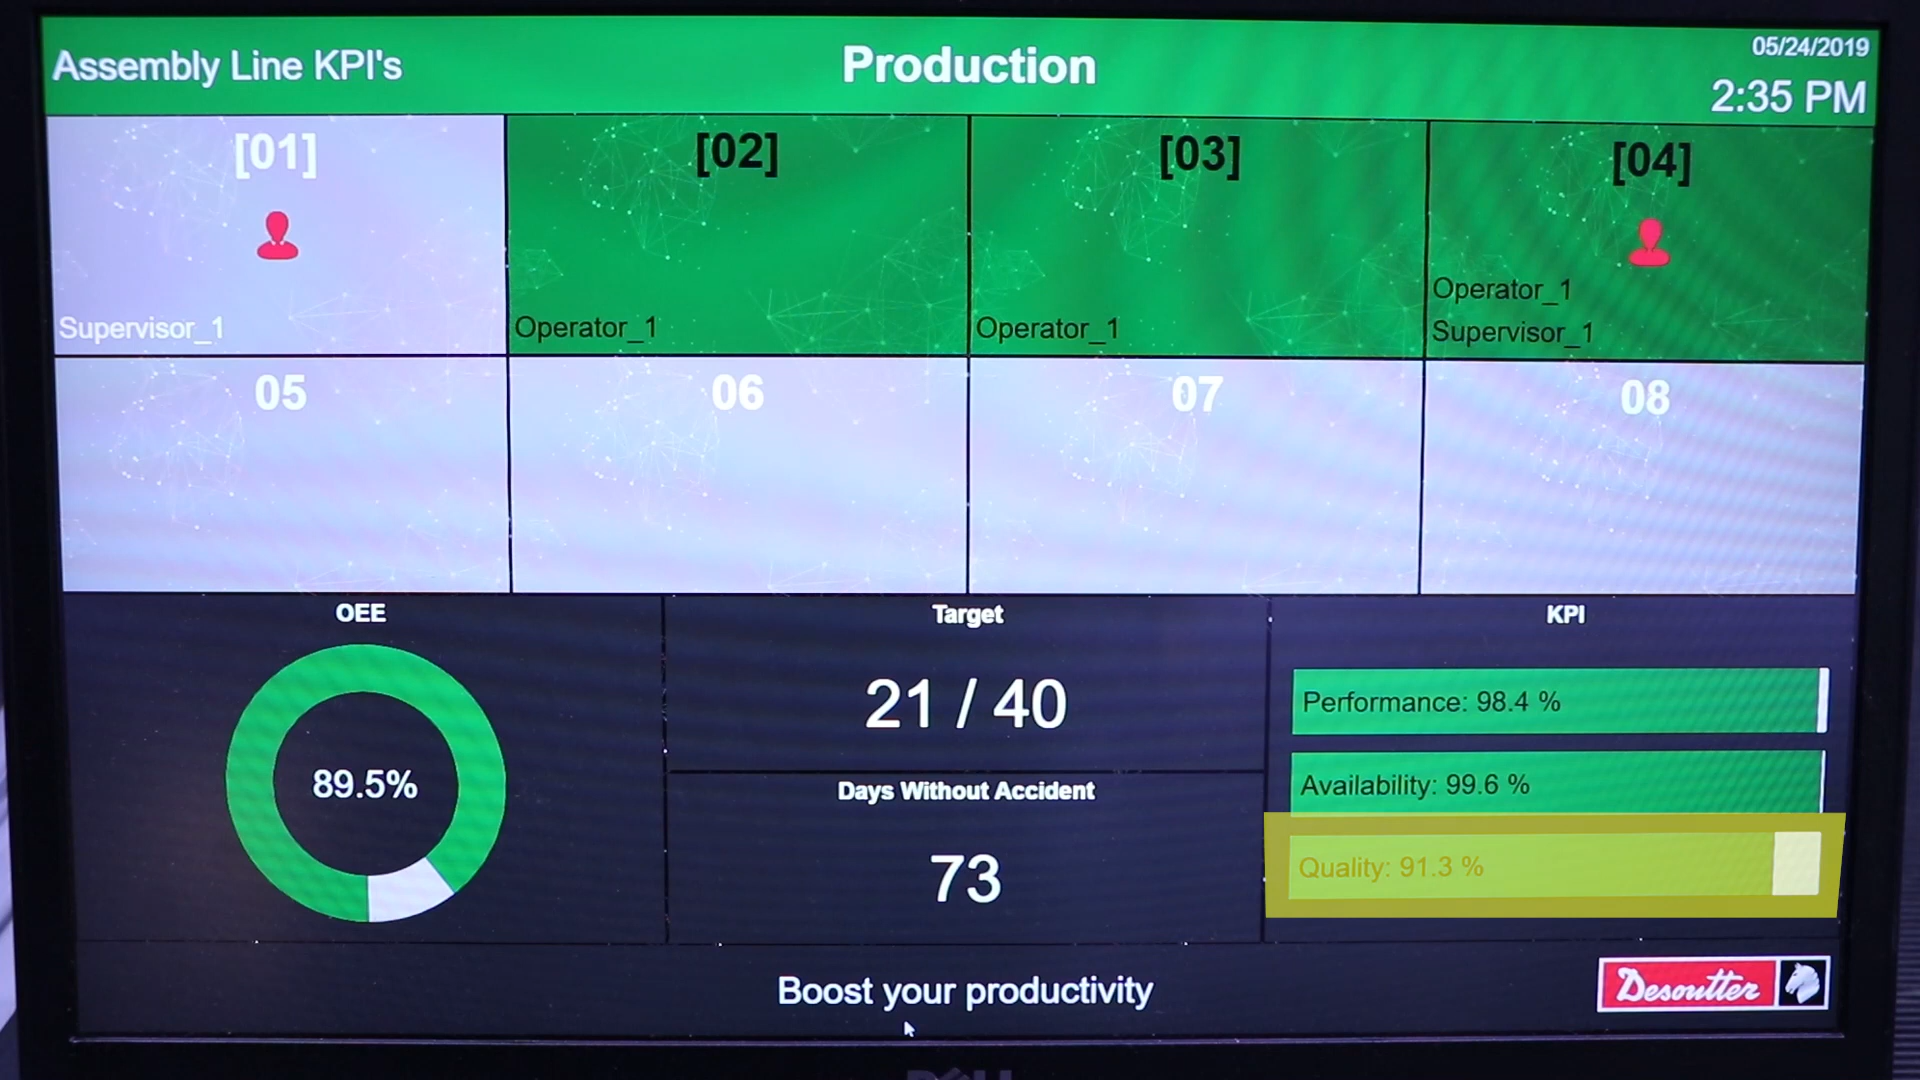 Assembly Line KPI's
Production
05/24/2019
2:35 PM
[01]
Supervisor_1
[02]
Operator_1
[03]
Operator_1
[04]
Operator_1
Supervisor_1
05
06
07
08
OEE
89.5%
Target
21 / 40
Days Without Accident
73
KPI
Performance: 98.4 %
Availability: 99.6 %
Quality: 91.3 %
Boost your productivity
Desoutter